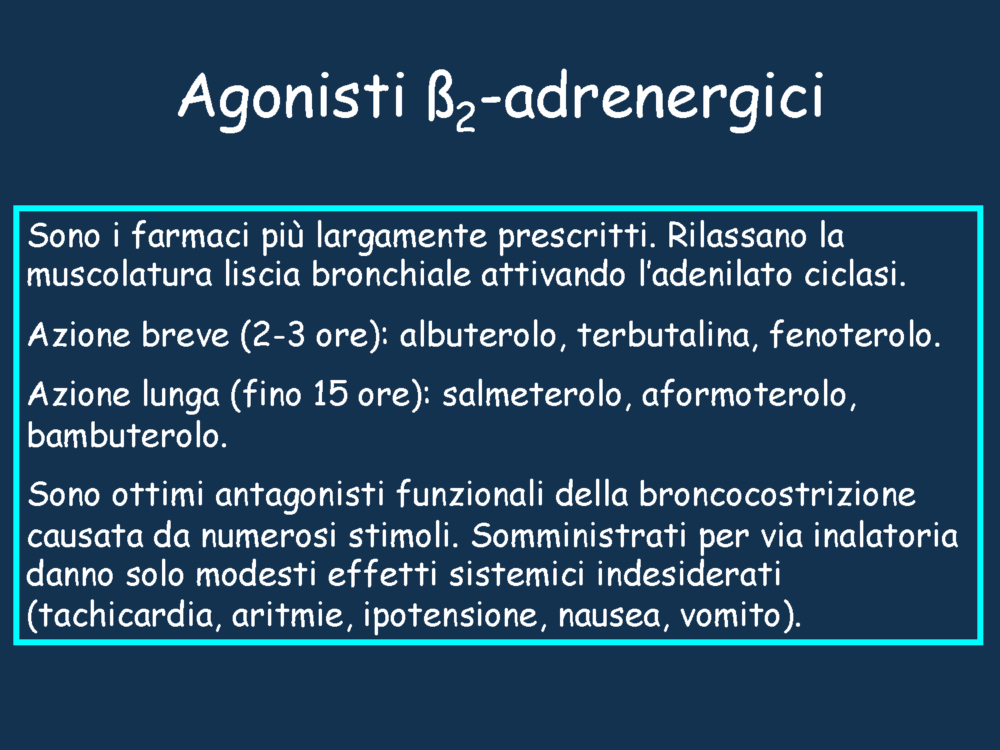 Agonisti ß₂-adrenergici
Sono i farmaci più largamente prescritti. Rilassano la
muscolatura liscia bronchiale attivando l’adenilato ciclasi.
Azione breve (2-3 ore): albuterolo, terbutalina, fenoterolo.
Azione lunga (fino 15 ore): salmeterolo, aformoterolo,
bambuterolo.
Sono ottimi antagonisti funzionali della broncocostrizione
causata da numerosi stimoli. Somministrati per via inalatoria
danno solo modesti effetti sistemici indesiderati
(tachicardia, aritmie, ipotensione, nausea, vomito).